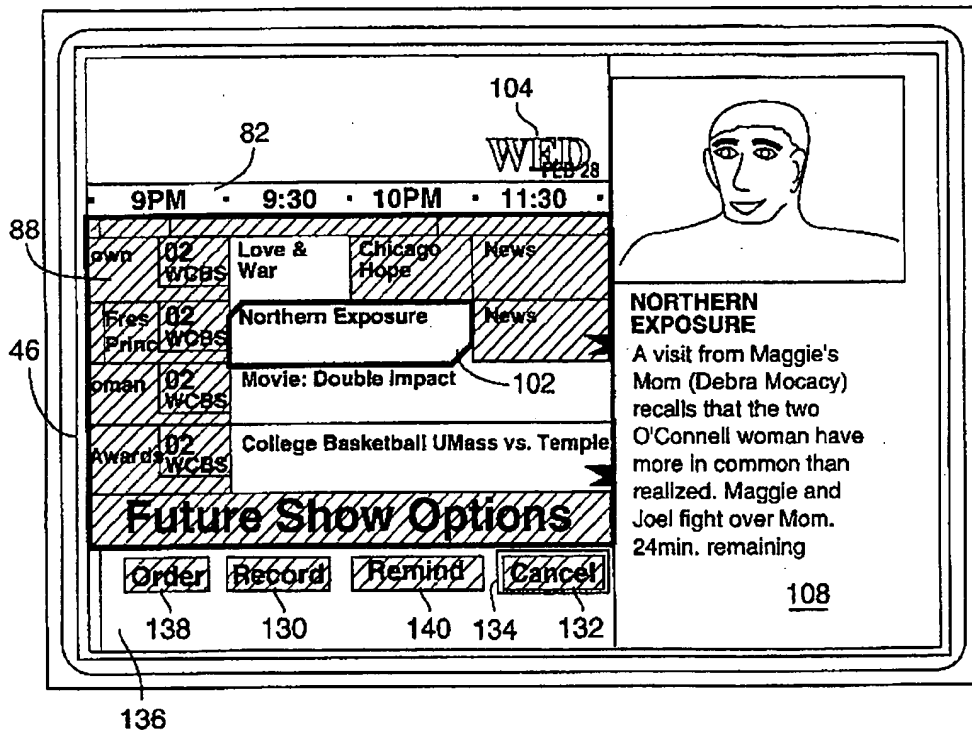 104
82
WED
FEB 28
· 9PM · 9:30 · 10PM · 11:30 ·
88
own 02 WCBS Love & War Chicago Hope News
Fres Princ 02 WCBS Northern Exposure News
46
oman 02 WCBS Movie: Double Impact
102
Awards 02 WCBS College Basketball UMass vs. Temple
Future Show Options
Order Record Remind Cancel
138 130 140 134 132
136
NORTHERN
EXPOSURE
A visit from Maggie's
Mom (Debra Mocacy)
recalls that the two
O'Connell woman have
more in common than
realized. Maggie and
Joel fight over Mom.
24min. remaining
108